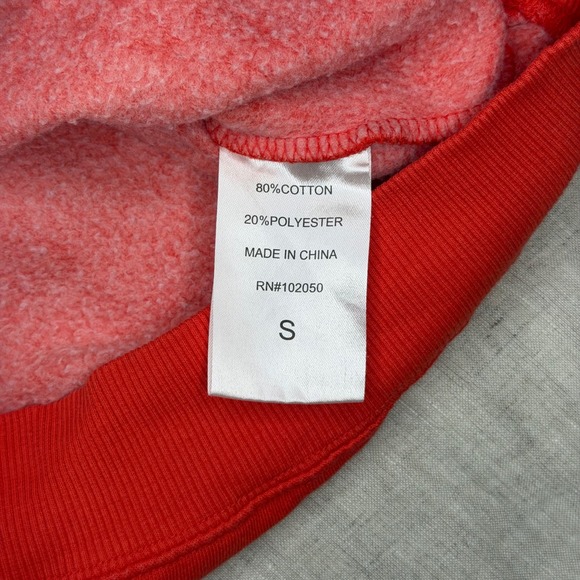 80%COTTON
20%POLYESTER
MADE IN CHINA
RN#102050
S